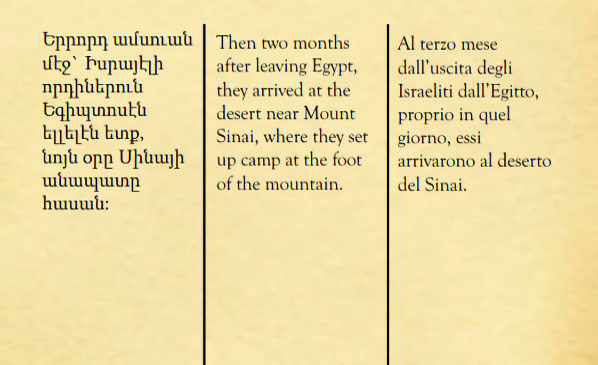 Երրորդ ամսուան
մէջ՝ Իսրայէլի
որդիներուն
Եգիպտոսէն
ելլելէն ետք,
նոյն օրը Սինայի
անապատը
հասան:
Then two months
after leaving Egypt,
they arrived at the
desert near Mount
Sinai, where they set
up camp at the foot
of the mountain.
Al terzo mese
dall'uscita degli
Israeliti dall'Egitto,
proprio in quel
giorno, essi
arrivarono al deserto
del Sinai.